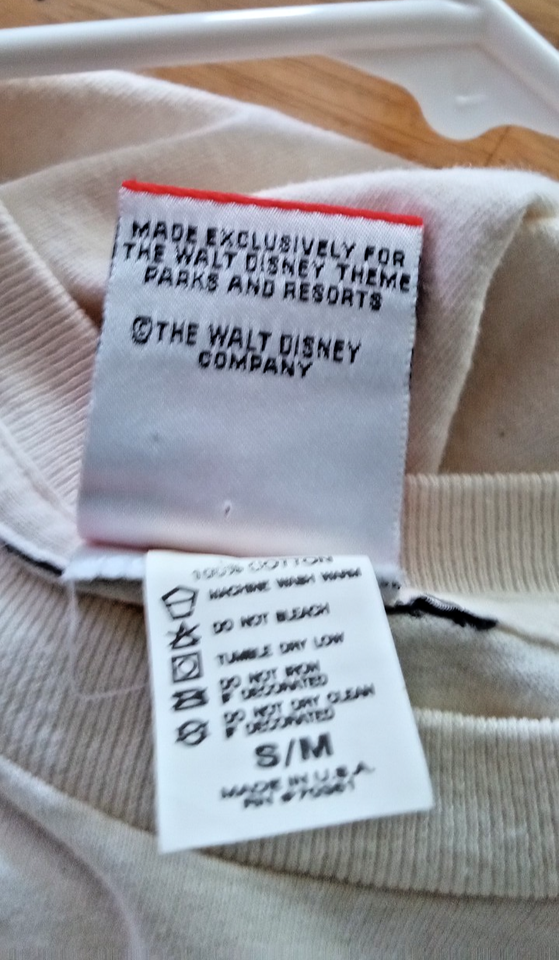 MADE EXCLUSIVELY FOR
THE WALT DISNEY THEME
PARKS AND RESORTS
©THE WALT DISNEY
COMPANY
100% COTTON
MACHINE WASH WARM
DO NOT BLEACH
TUMBLE DRY LOW
DO NOT IRON
IF DECORATED
DO NOT DRY CLEAN
IF DECORATED
S/M
MADE IN U.S.A.
RN